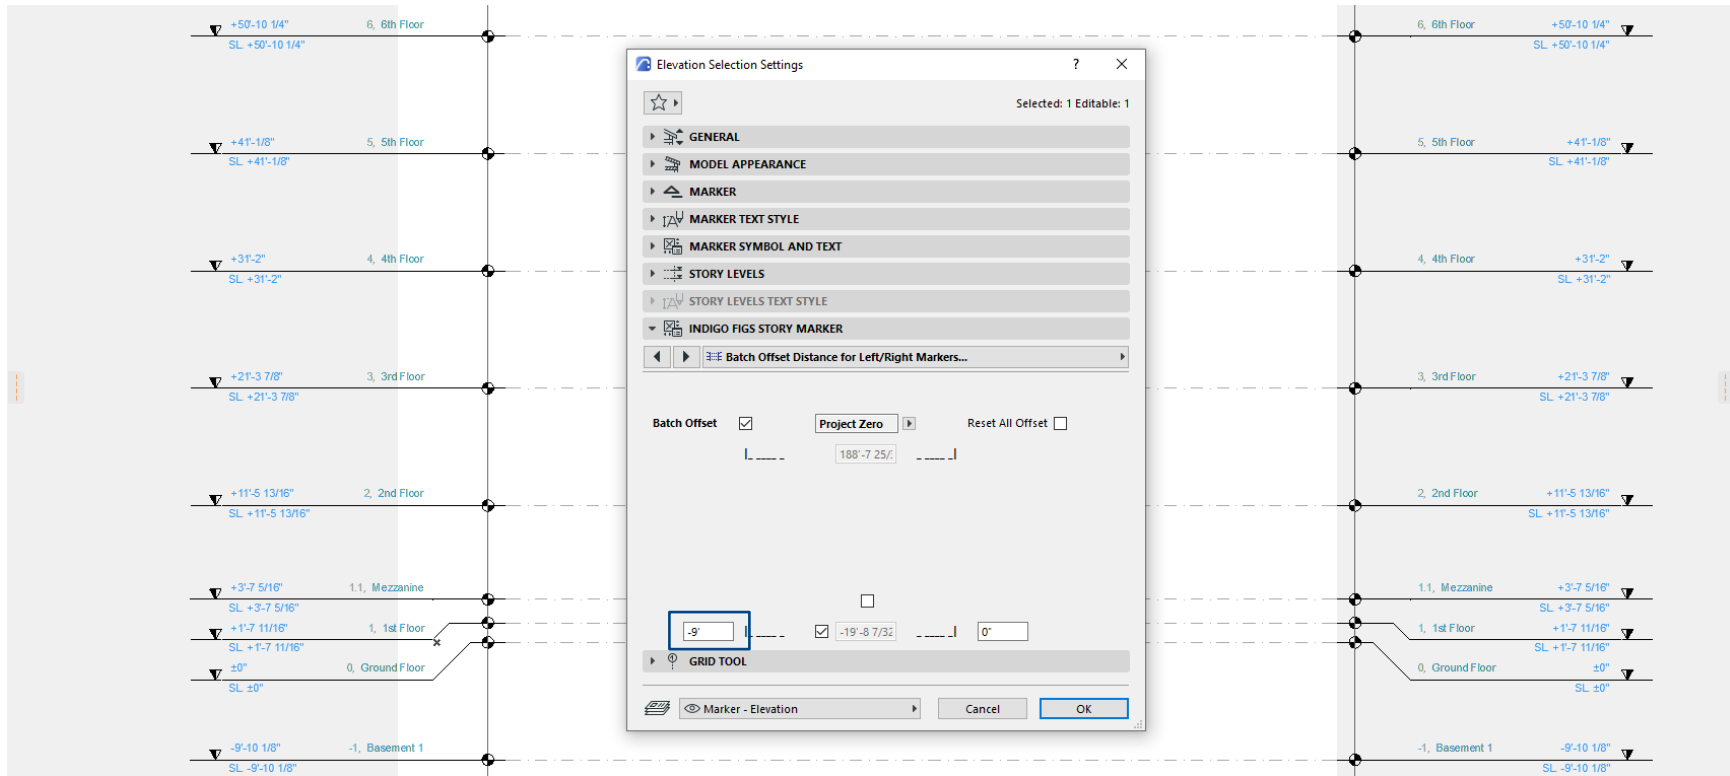 +50'-10 1/4"
6, 6th Floor
SL. +50'-10 1/4"
+41'-1/8"
5, 5th Floor
SL. +41'-1/8"
+31'-2"
4, 4th Floor
SL. +31'-2"
+21'-3 7/8"
3, 3rd Floor
SL. +21'-3 7/8"
+11'-5 13/16"
2, 2nd Floor
SL. +11'-5 13/16"
+3'-7 5/16"
1.1, Mezzanine
SL. +3'-7 5/16"
+1'-7 11/16"
1, 1st Floor
SL. +1'-7 11/16"
±0"
0, Ground Floor
SL. ±0"
-9'-10 1/8"
-1, Basement 1
SL. -9'-10 1/8"
Elevation Selection Settings
?
Selected: 1 Editable: 1
GENERAL
MODEL APPEARANCE
MARKER
MARKER TEXT STYLE
MARKER SYMBOL AND TEXT
STORY LEVELS
STORY LEVELS TEXT STYLE
INDIGO FIGS STORY MARKER
Batch Offset Distance for Left/Right Markers...
Batch Offset
Project Zero
Reset All Offset
188'-7 25/
-9'
-19'-8 7/32
0"
GRID TOOL
Marker - Elevation
Cancel
OK
6, 6th Floor
+50'-10 1/4"
SL. +50'-10 1/4"
5, 5th Floor
+41'-1/8"
SL. +41'-1/8"
4, 4th Floor
+31'-2"
SL. +31'-2"
3, 3rd Floor
+21'-3 7/8"
SL. +21'-3 7/8"
2, 2nd Floor
+11'-5 13/16"
SL. +11'-5 13/16"
1.1, Mezzanine
+3'-7 5/16"
SL. +3'-7 5/16"
1, 1st Floor
+1'-7 11/16"
SL. +1'-7 11/16"
0, Ground Floor
±0"
SL. ±0"
-1, Basement 1
-9'-10 1/8"
SL. -9'-10 1/8"